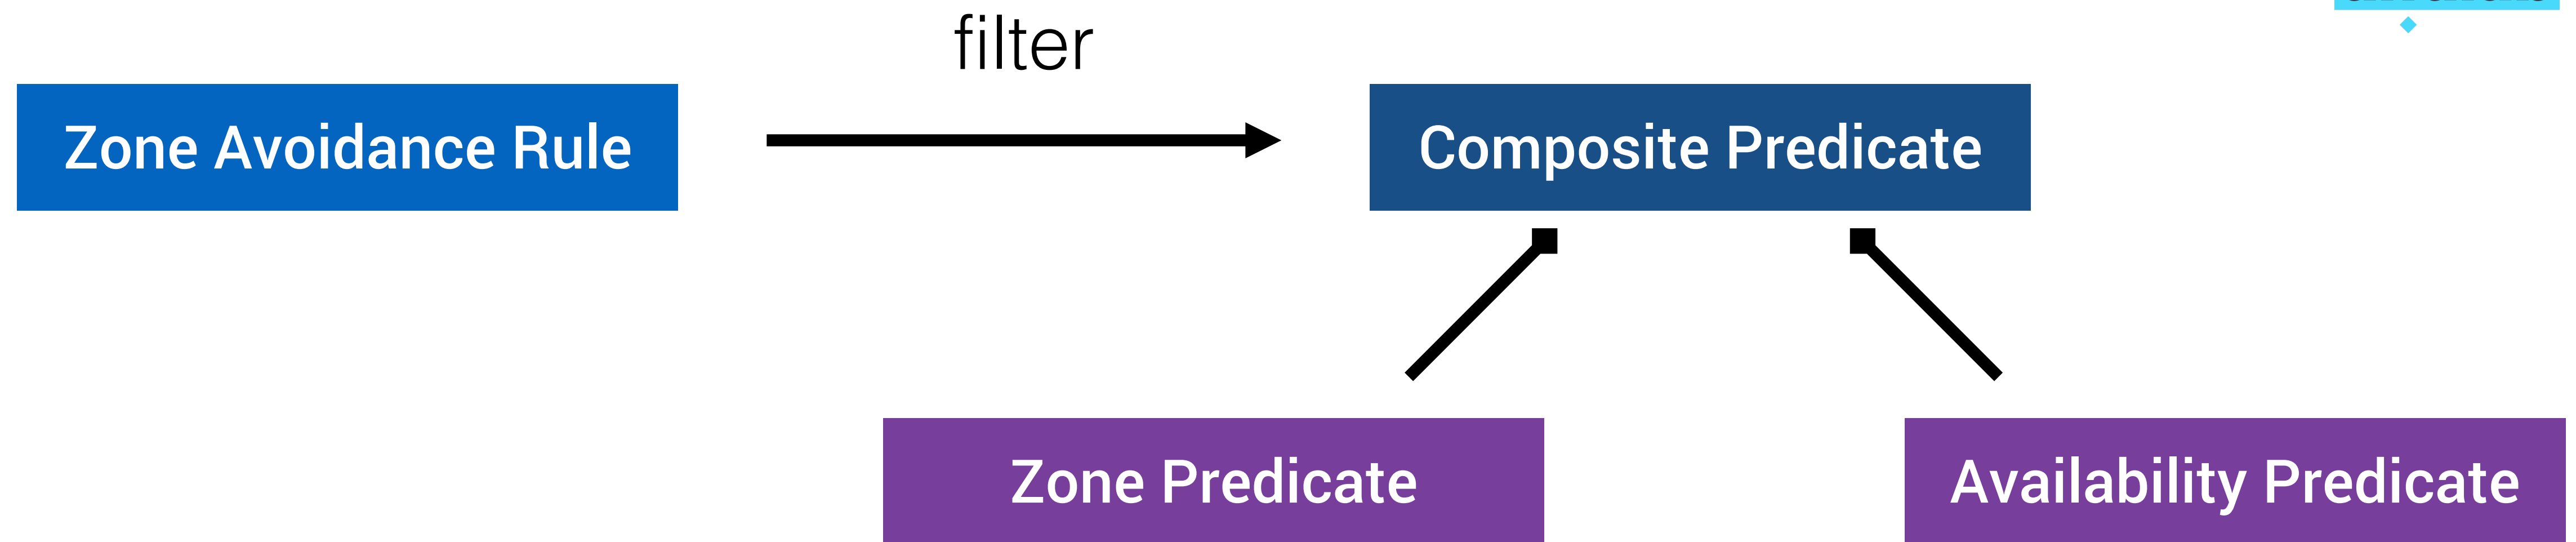 filter
Zone Avoidance Rule
Composite Predicate
Zone Predicate
Availability Predicate